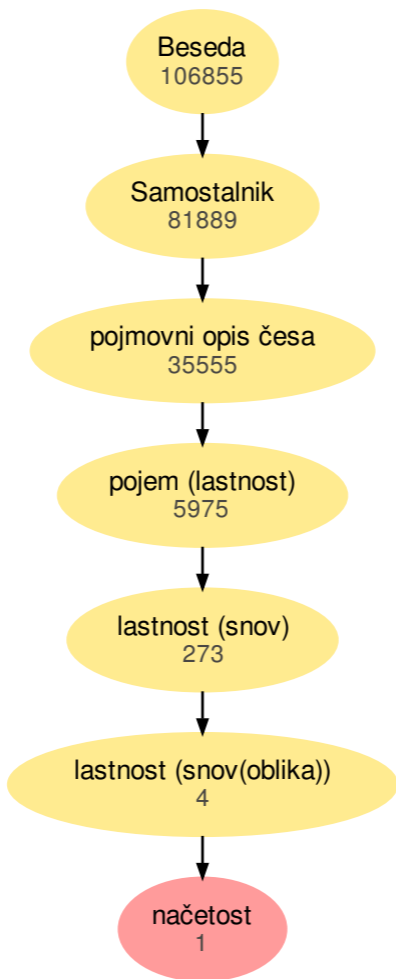 Beseda
106855
Samostalnik
81889
pojmovni opis česa
35555
pojem (lastnost)
5975
lastnost (snov)
273
lastnost (snov(oblika))
4
načetost
1